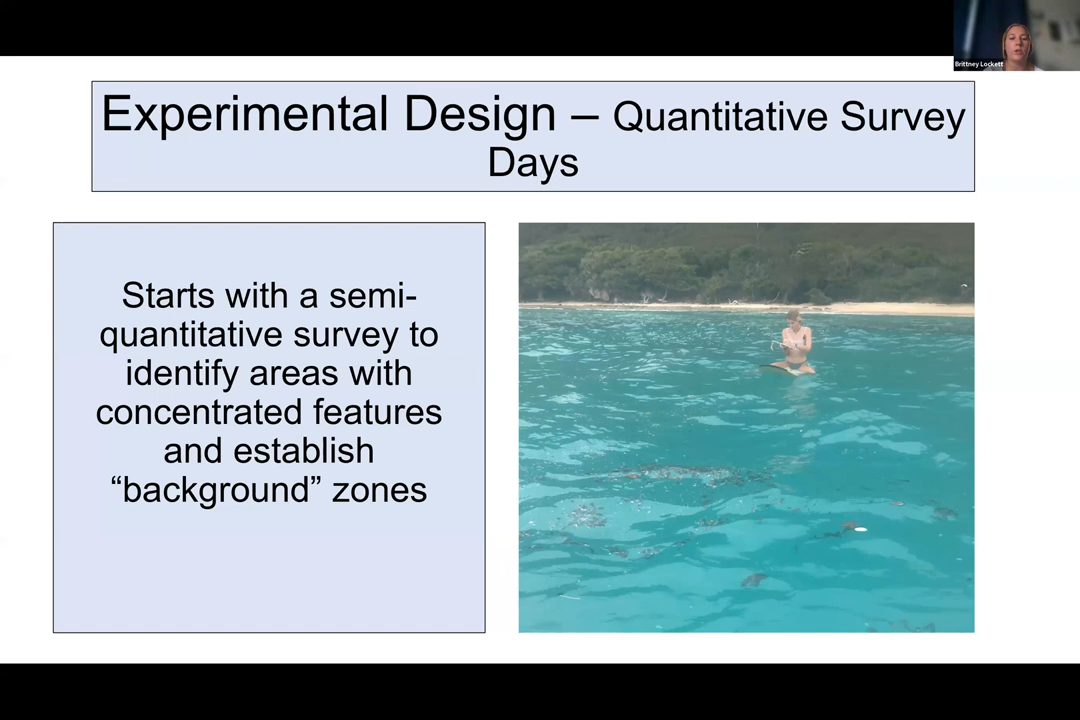 Brittney Lockett
Experimental Design – Quantitative Survey
Days
Starts with a semi-
quantitative survey to
identify areas with
concentrated features
and establish
“background” zones